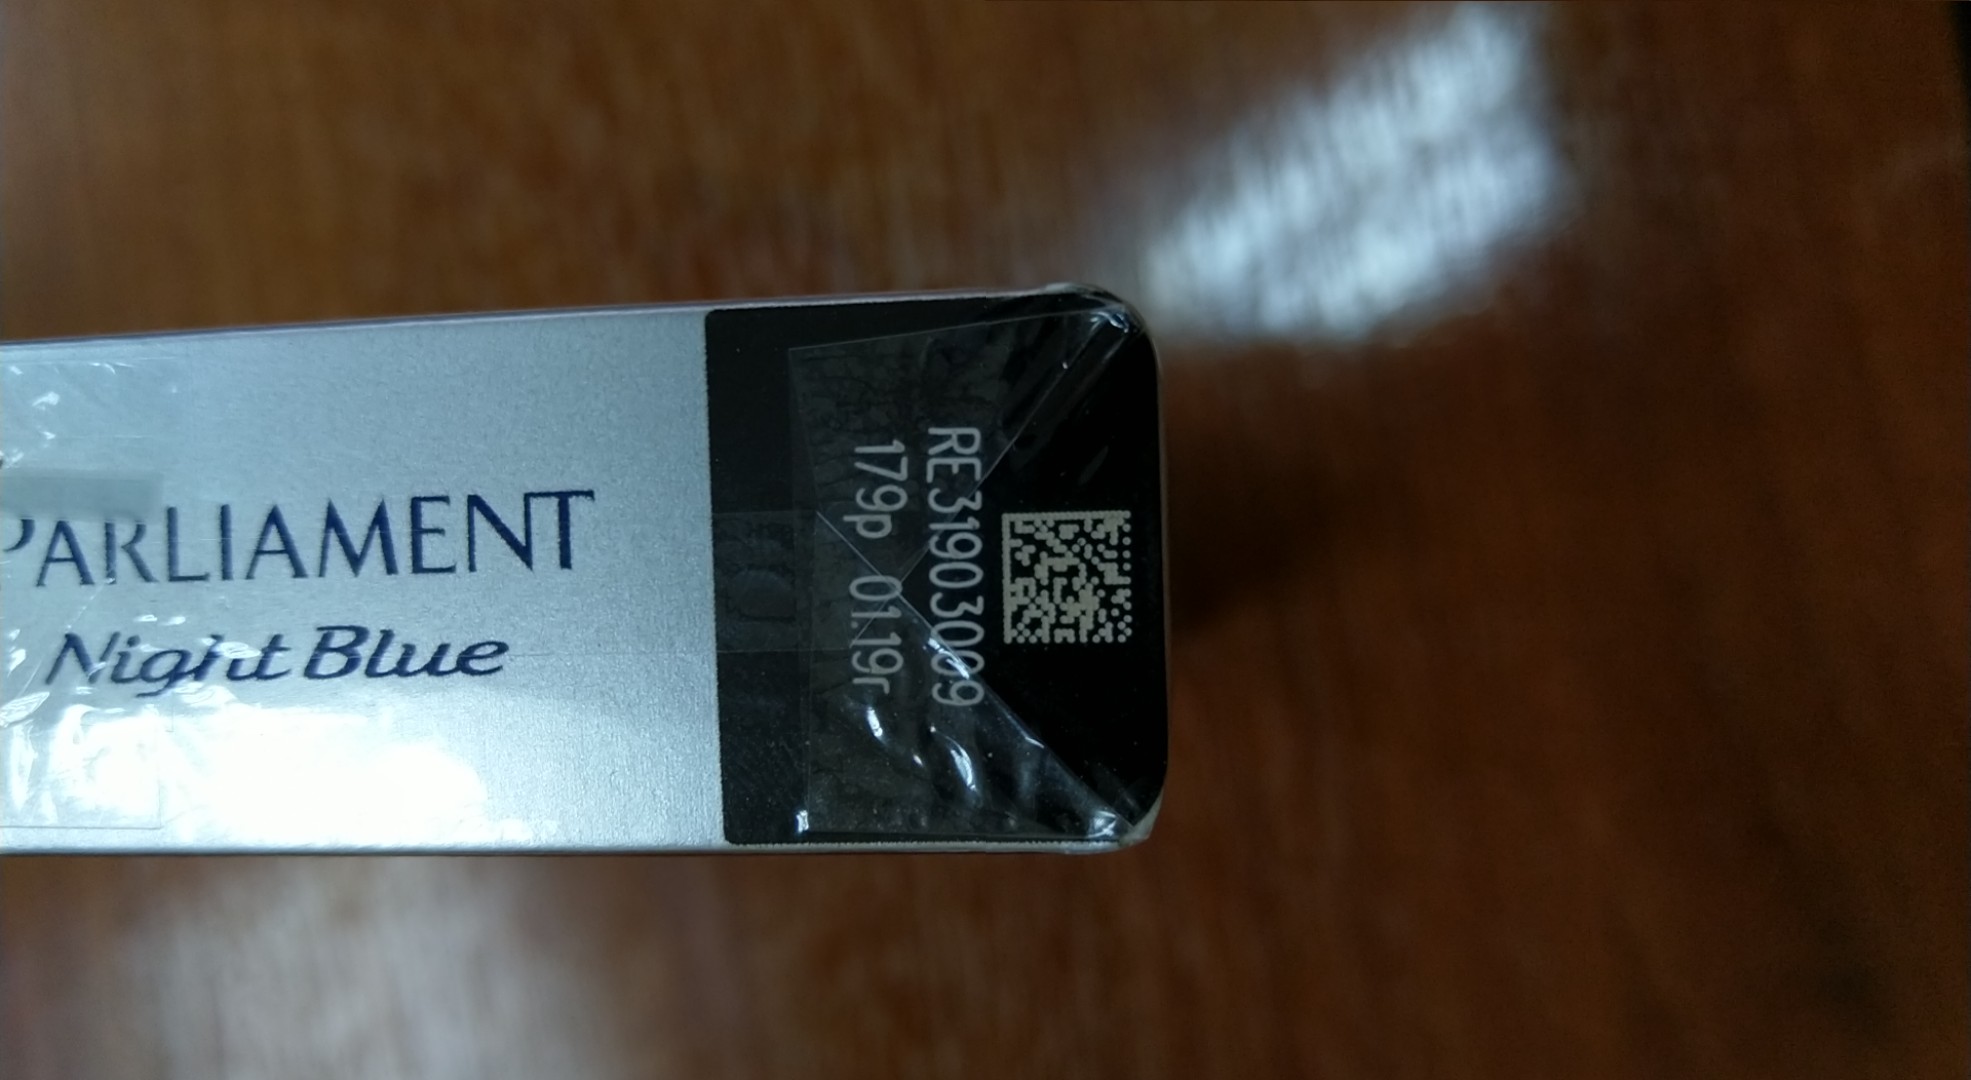 PARLIAMENT
Night Blue
RE31903009
179р 01.19г